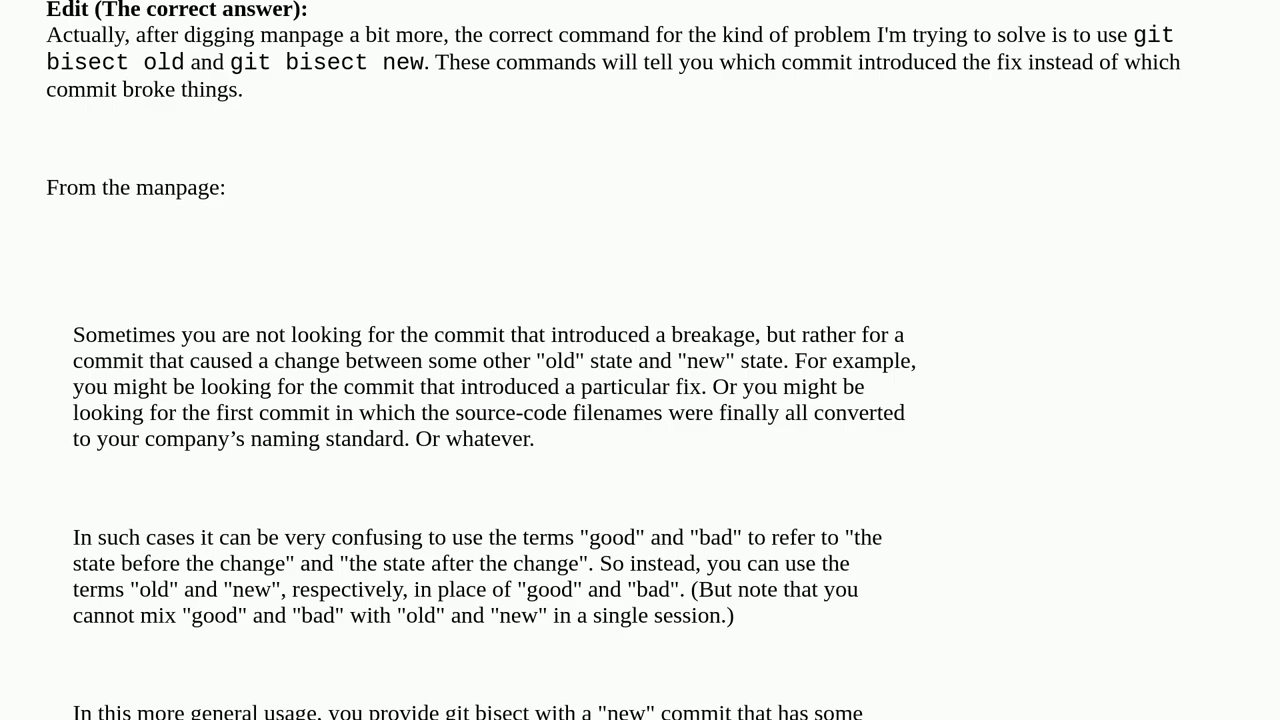 Edit (The correct answer):
Actually, after digging manpage a bit more, the correct command for the kind of problem I'm trying to solve is to use git
bisect old and git bisect new. These commands will tell you which commit introduced the fix instead of which
commit broke things.
From the manpage:
Sometimes you are not looking for the commit that introduced a breakage, but rather for a
commit that caused a change between some other "old" state and "new" state. For example,
you might be looking for the commit that introduced a particular fix. Or you might be
looking for the first commit in which the source-code filenames were finally all converted
to your company’s naming standard. Or whatever.
In such cases it can be very confusing to use the terms "good" and "bad" to refer to "the
state before the change" and "the state after the change". So instead, you can use the
terms "old" and "new", respectively, in place of "good" and "bad". (But note that you
cannot mix "good" and "bad" with "old" and "new" in a single session.)
In this more general usage, you provide git bisect with a "new" commit that has some